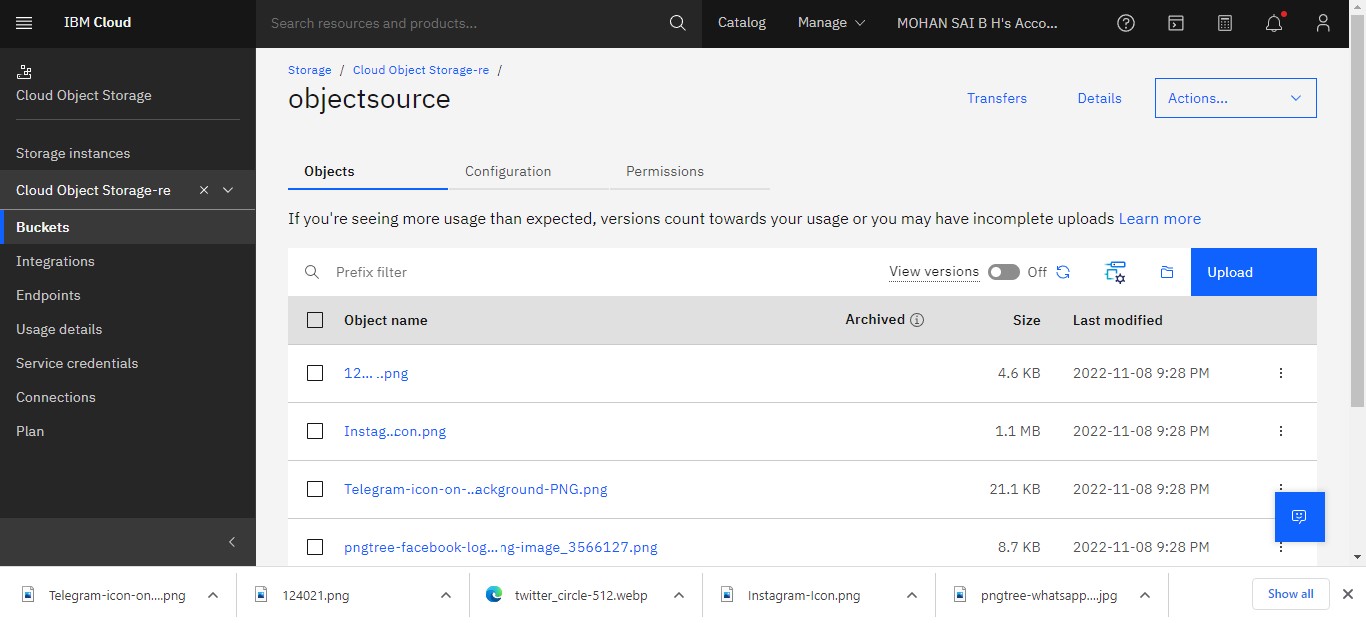 IBM Cloud
Search resources and products...
Catalog
Manage
MOHAN SAI B H's Acco...
Cloud Object Storage
Storage instances
Cloud Object Storage-re
Buckets
Integrations
Endpoints
Usage details
Service credentials
Connections
Plan
Storage / Cloud Object Storage-re /
objectsource
Transfers
Details
Actions...
Objects
Configuration
Permissions
If you're seeing more usage than expected, versions count towards your usage or you may have incomplete uploads Learn more
Prefix filter
View versions
Off
Upload
Object name Archived Size Last modified
12... ..png 4.6 KB 2022-11-08 9:28 PM
Instag..con.png 1.1 MB 2022-11-08 9:28 PM
Telegram-icon-on-..ackground-PNG.png 21.1 KB 2022-11-08 9:28 PM
pngtree-facebook-log...ng-image_3566127.png 8.7 KB 2022-11-08 9:28 PM
Telegram-icon-on....png
124021.png
twitter_circle-512.webp
Instagram-Icon.png
pngtree-whatsapp....jpg
Show all